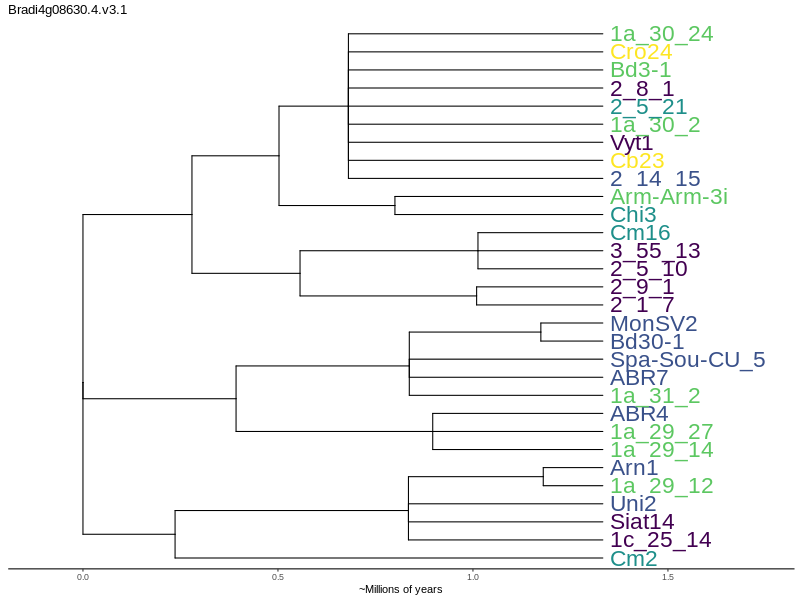 Bradi4g08630.4.v3.1
1a_30_24
Cro24
Bd3-1
2_8_1
2_5_21
1a_30_2
Vyt1
Cb23
2_14_15
Arm-Arm-3i
Chi3
Cm16
3_55_13
2_5_10
2_9_1
2_1_7
MonSV2
Bd30-1
Spa-Sou-CU_5
ABR7
1a_31_2
ABR4
1a_29_27
1a_29_14
Arn1
1a_29_12
Uni2
Siat14
1c_25_14
Cm2
0.0 0.5 1.0 1.5
~Millions of years